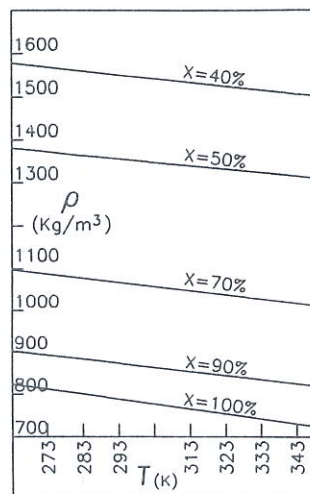 1600
X=40%
1500
1400
X=50%
1300
ρ
(Kg/m³)
1100
X=70%
1000
900
X=90%
800
X=100%
700
273 283 293 313 323 333 343
T(K)